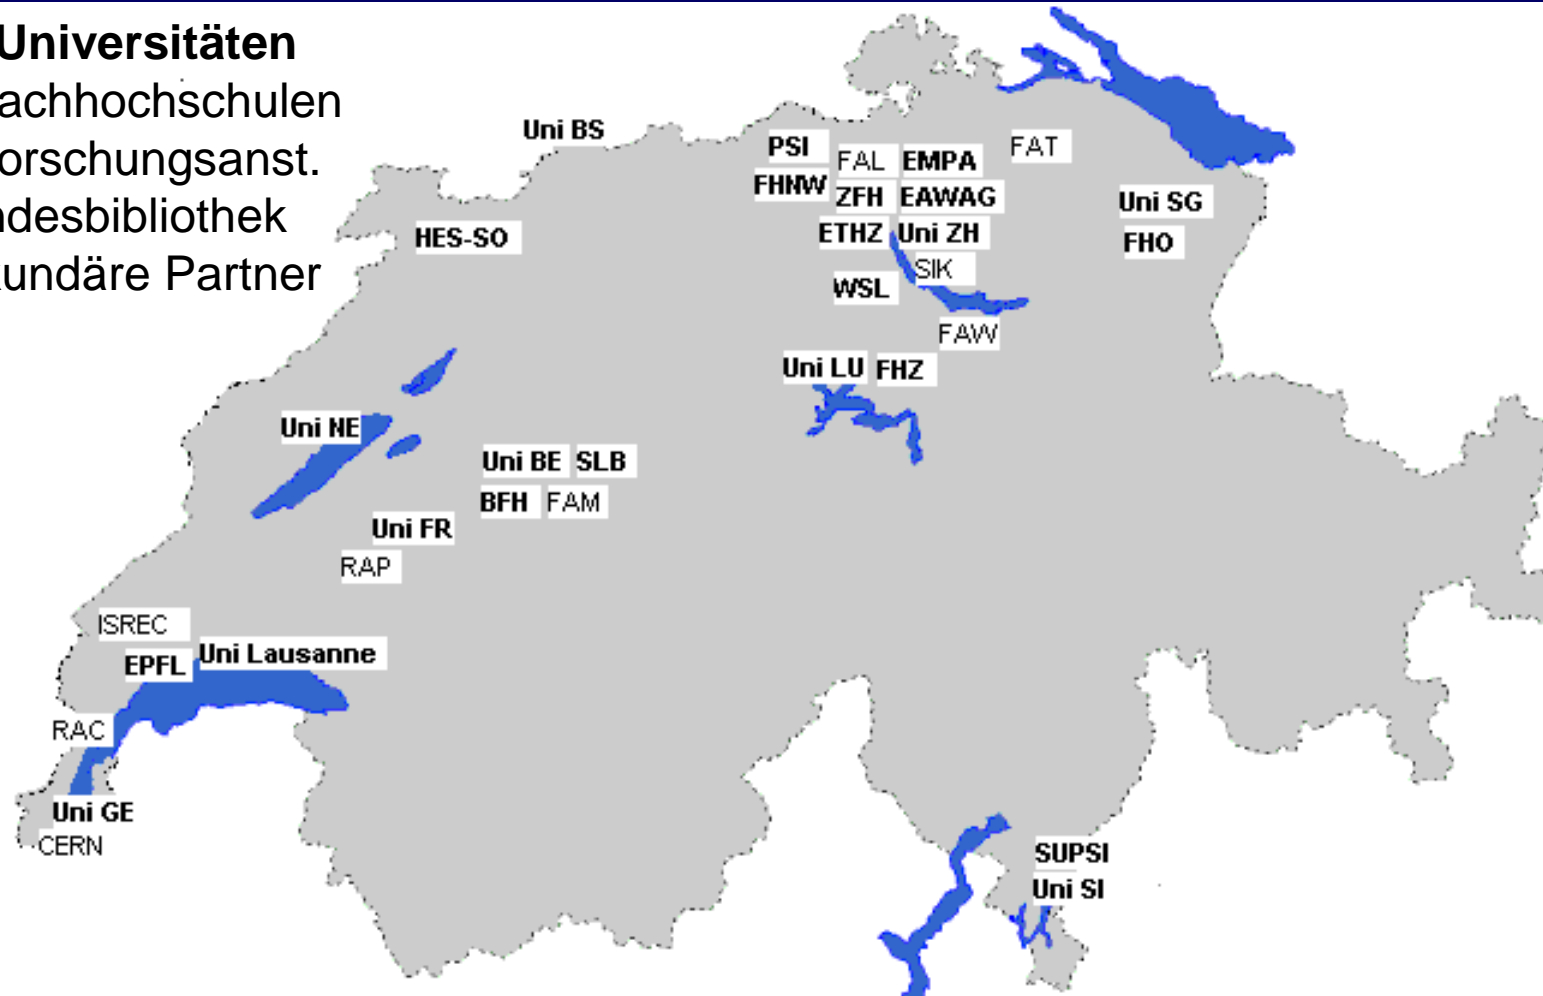 Universitäten
achhochschulen
orschungsanst.
ndesbibliothek
kundäre Partner
Uni BS
PSI
FAL EMPA
FAT
FHNW
ZFH EAWAG
Uni SG
HES-SO
ETHZ Uni ZH
FHO
SIK
WSL
FAW
Uni LU FHZ
Uni NE
Uni BE SLB
BFH FAM
Uni FR
RAP
ISREC
Uni Lausanne
EPFL
RAC
Uni GE
CERN
SUPSI
Uni SI